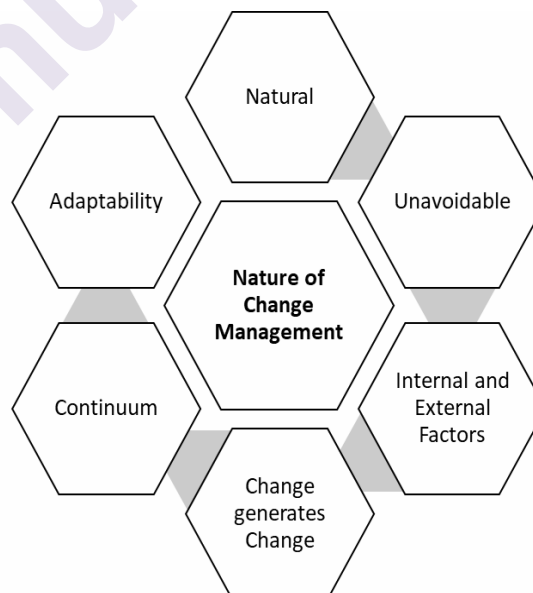 Natural
Adaptability
Unavoidable
Nature of
Change
Management
Continuum
Internal and
External
Factors
Change
generates
Change